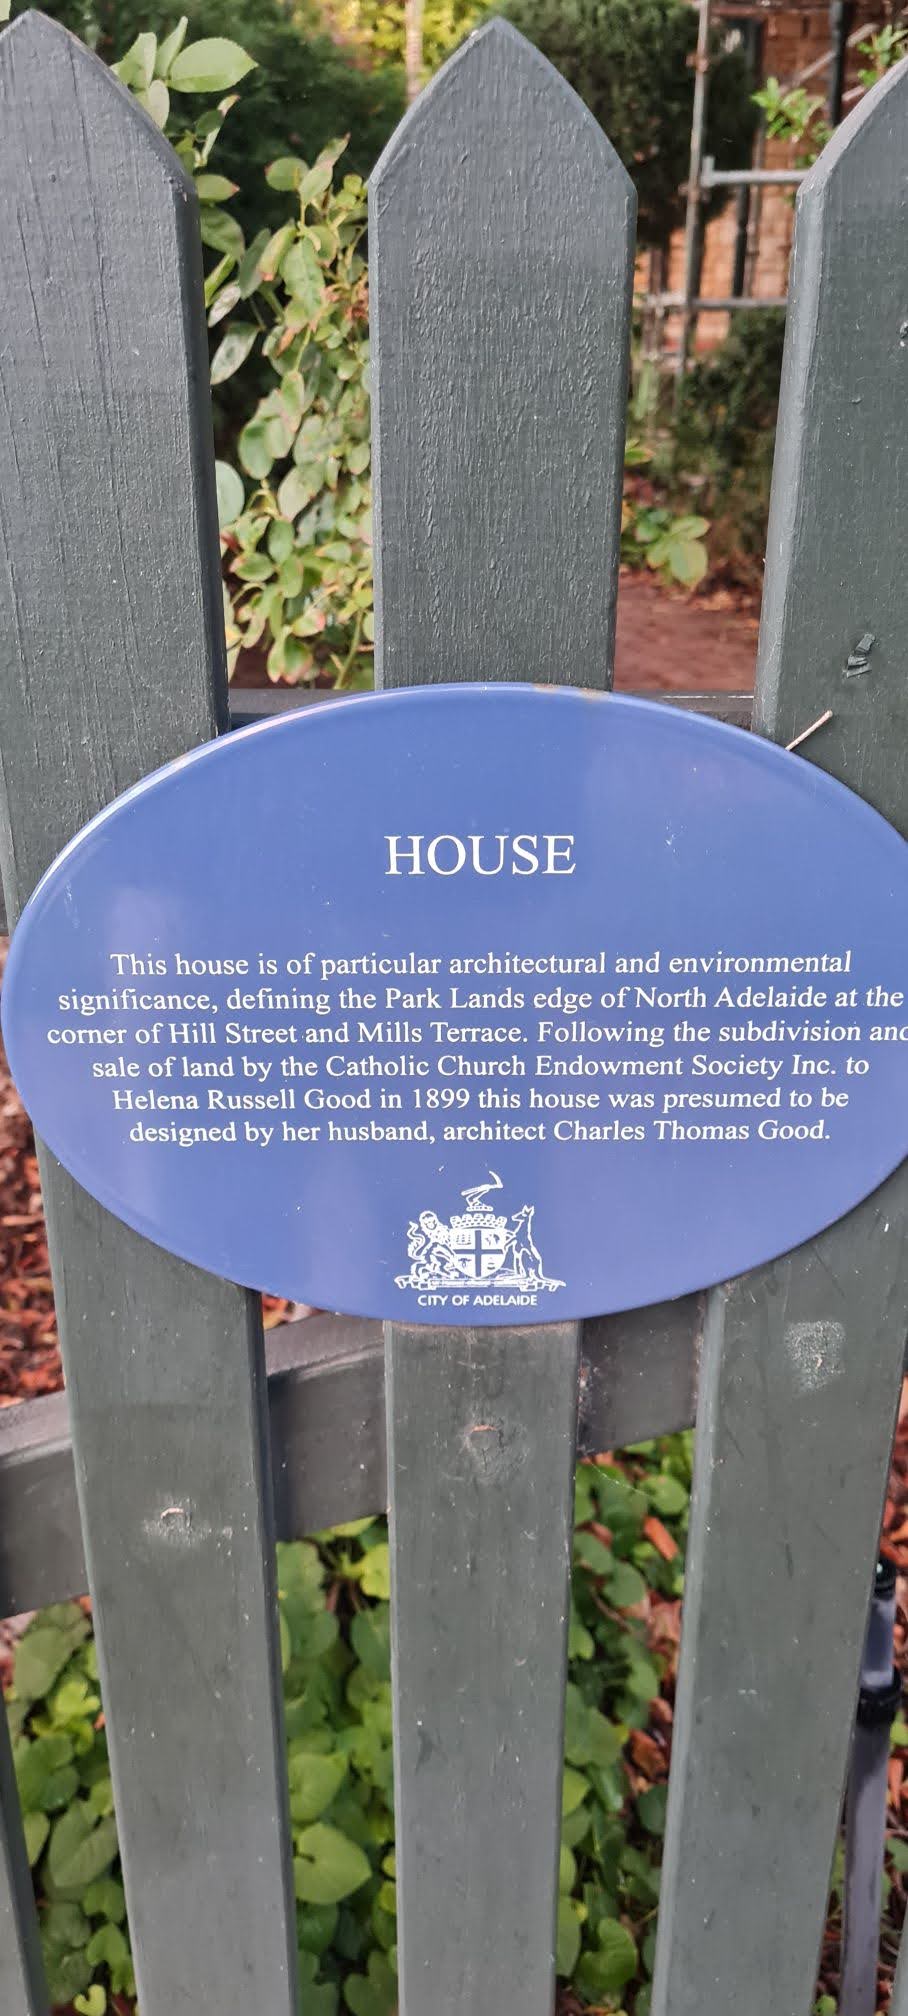 HOUSE
This house is of particular architectural and environmental
significance, defining the Park Lands edge of North Adelaide at the
corner of Hill Street and Mills Terrace. Following the subdivision and
sale of land by the Catholic Church Endowment Society Inc. to
Helena Russell Good in 1899 this house was presumed to be
designed by her husband, architect Charles Thomas Good.
CITY OF ADELAIDE